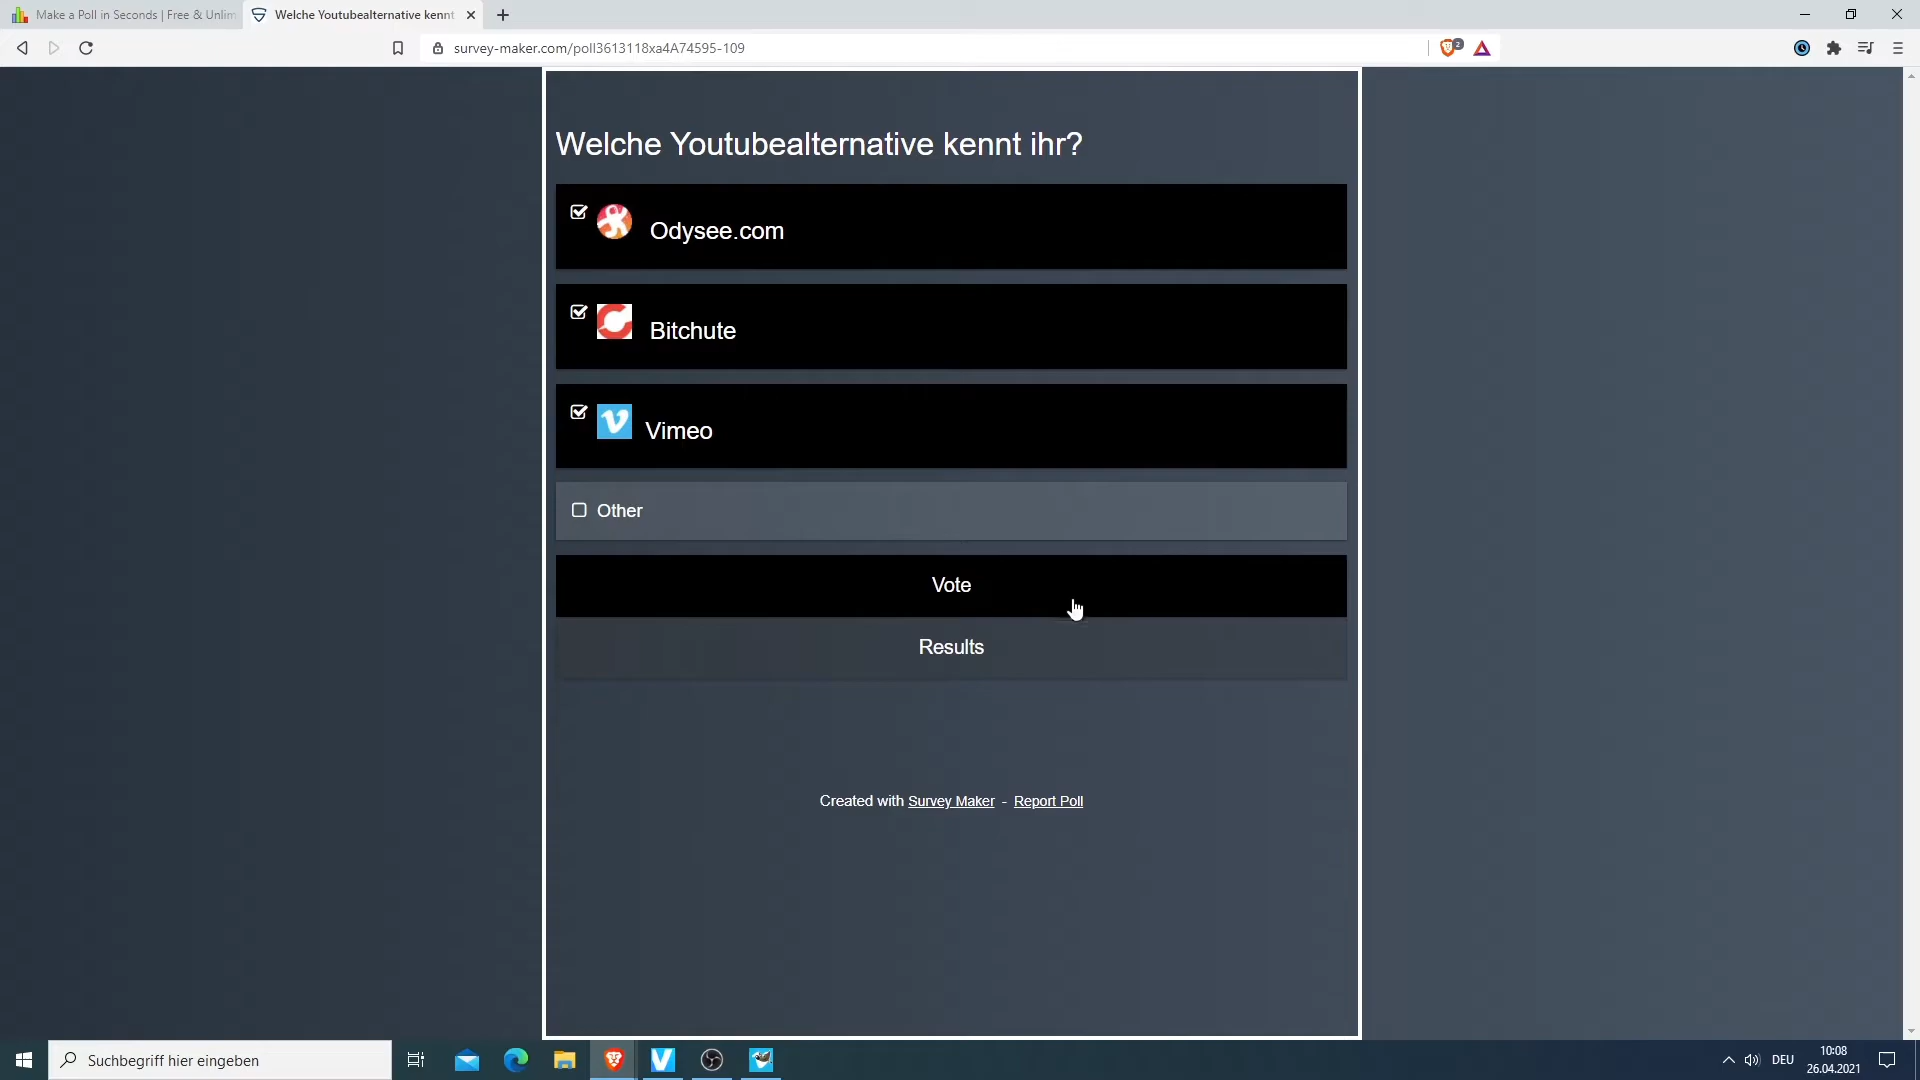 Make a Poll in Seconds | Free & Unlim
Welche Youtubealternative kennt
survey-maker.com/poll3613118xa4A74595-109
2
Welche Youtubealternative kennt ihr?
Odysee.com
Bitchute
Vimeo
Other
Vote
Results
Created with Survey Maker - Report Poll
Suchbegriff hier eingeben
DEU
10:08
26.04.2021